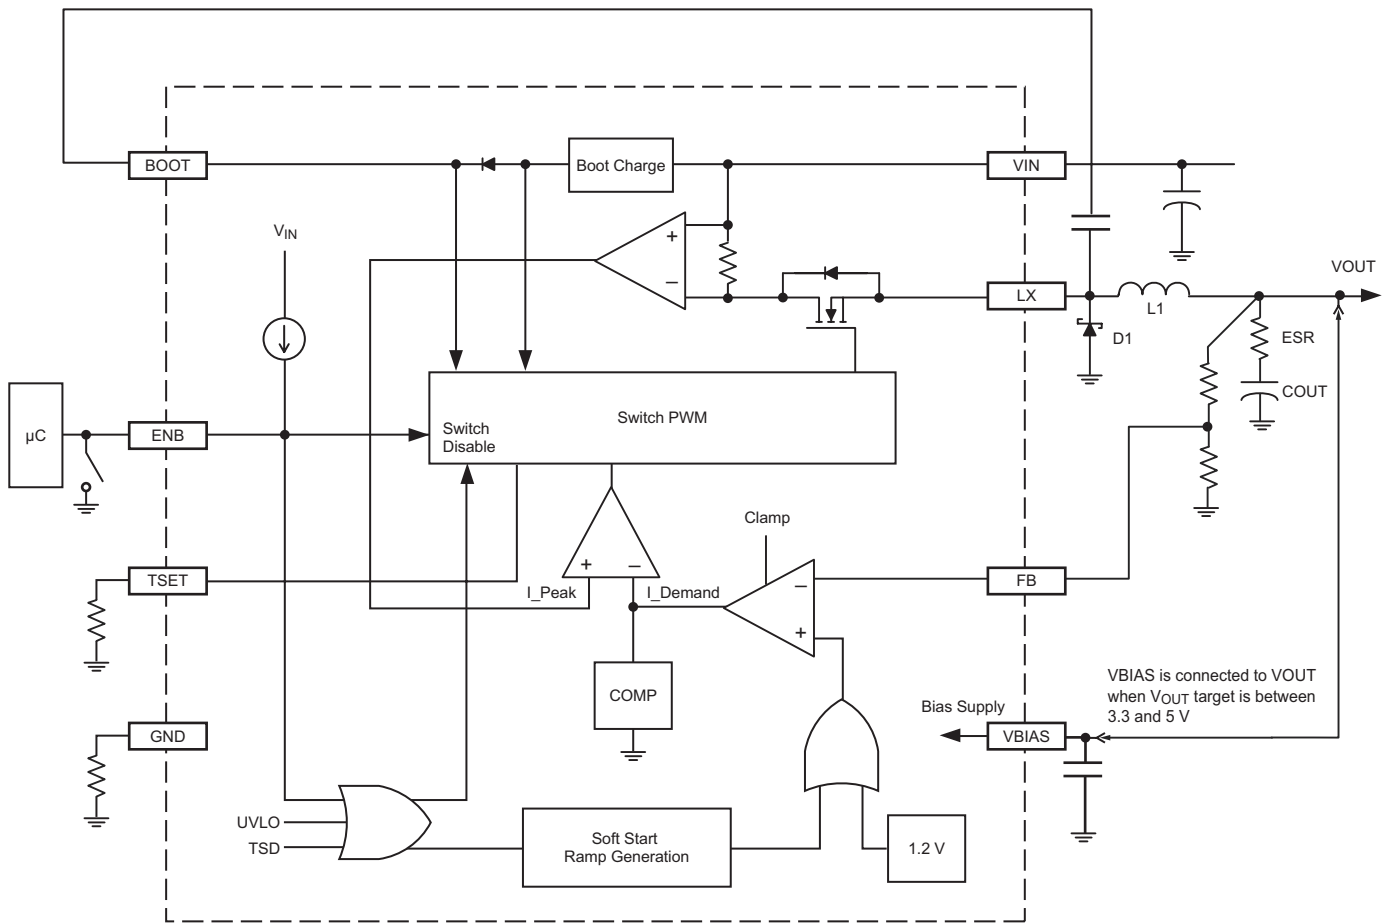 BOOT
Boot Charge
VIN
VIN
+
–
LX
VOUT
L1
D1
ESR
COUT
µC
ENB
Switch
Disable
Switch PWM
Clamp
TSET
+
–
I_Peak
I_Demand
–
+
FB
COMP
GND
Bias Supply
VBIAS
VBIAS is connected to VOUT
when VOUT target is between
3.3 and 5 V
UVLO
TSD
Soft Start
Ramp Generation
1.2 V